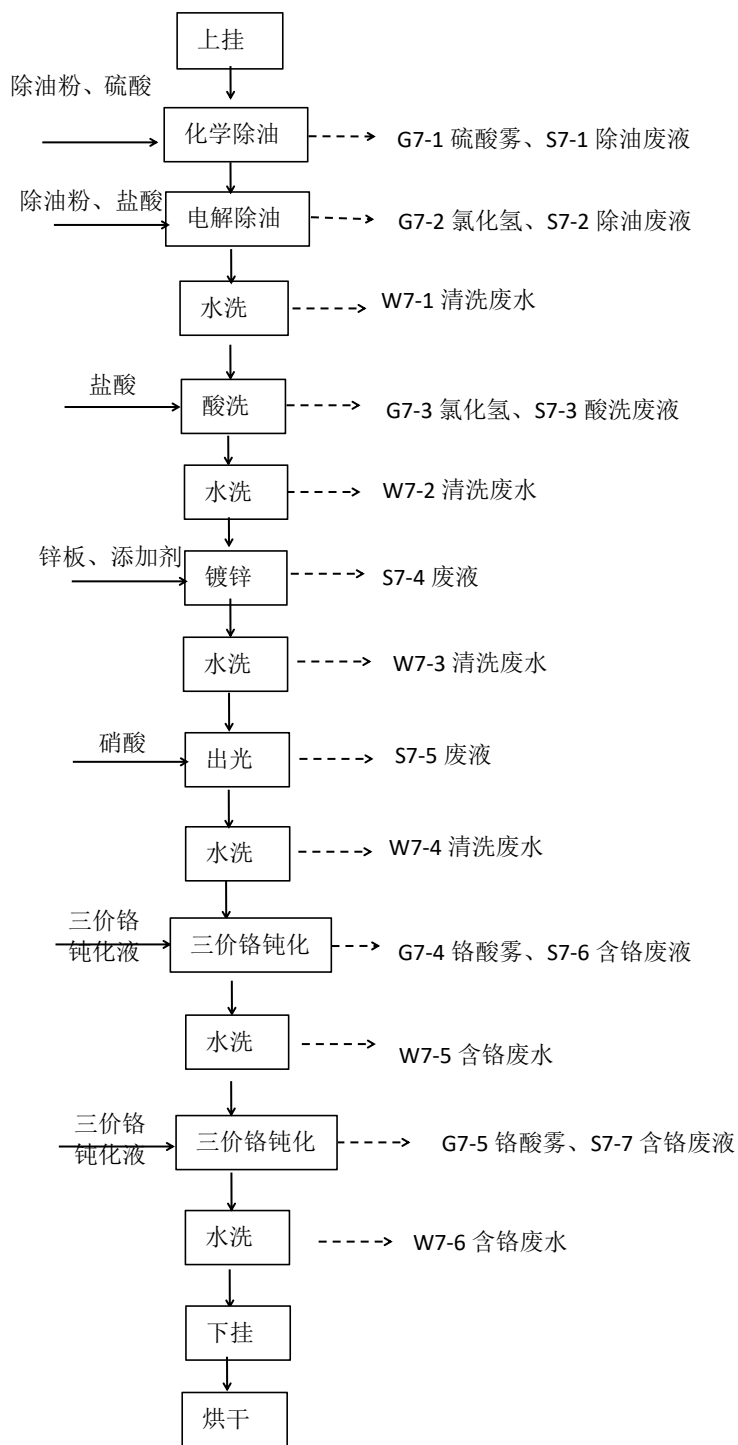 上挂
除油粉、硫酸
化学除油
G7-1 硫酸雾、S7-1 除油废液
除油粉、盐酸
电解除油
G7-2 氯化氢、S7-2 除油废液
水洗
W7-1 清洗废水
盐酸
酸洗
G7-3 氯化氢、S7-3 酸洗废液
水洗
W7-2 清洗废水
锌板、添加剂
镀锌
S7-4 废液
水洗
W7-3 清洗废水
硝酸
出光
S7-5 废液
水洗
W7-4 清洗废水
三价铬
钝化液
三价铬钝化
G7-4 铬酸雾、S7-6 含铬废液
水洗
W7-5 含铬废水
三价铬
钝化液
三价铬钝化
G7-5 铬酸雾、S7-7 含铬废液
水洗
W7-6 含铬废水
下挂
烘干